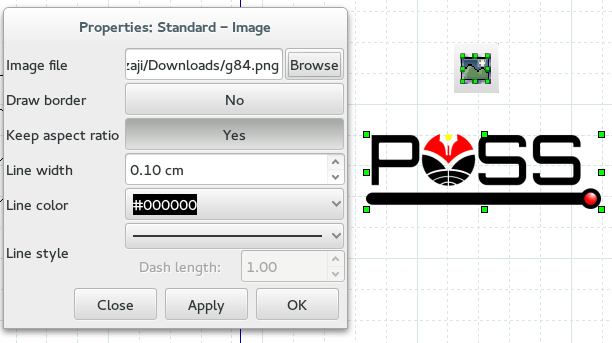 Properties: Standard – Image
Image file
zaji/Downloads/g84.png
Browse
Draw border
No
Keep aspect ratio
Yes
Line width
0.10 cm
Line color
#000000
Line style
Dash length:
1.00
Close
Apply
OK
POSS